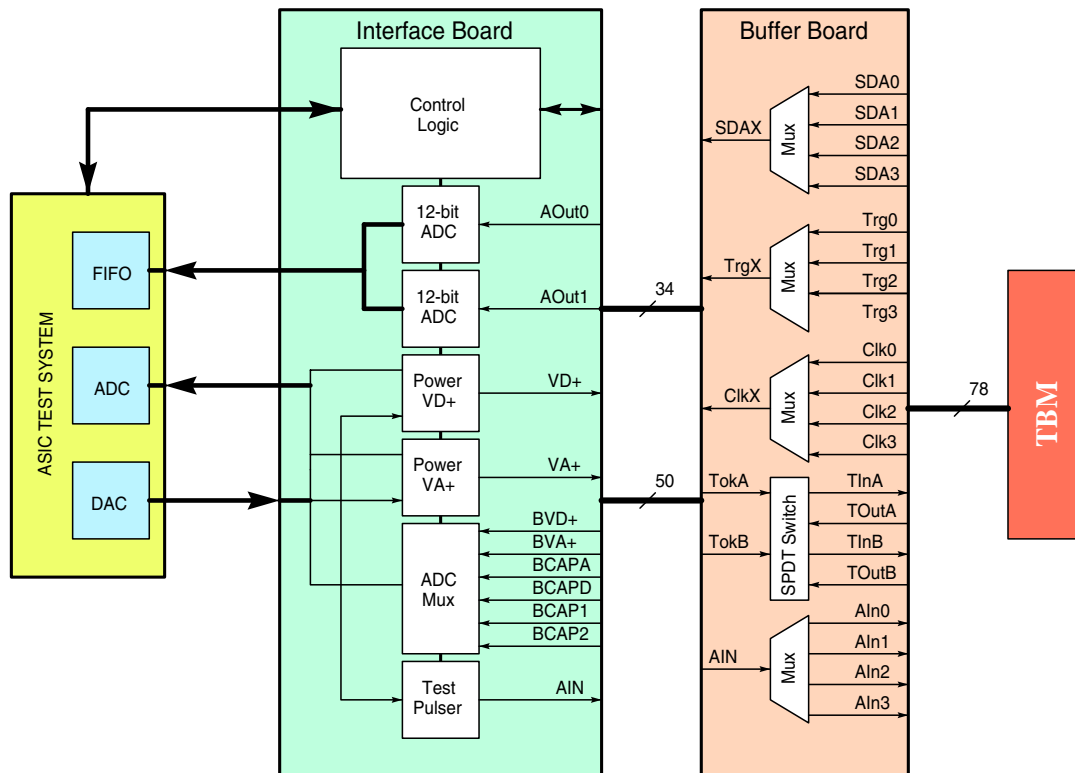 Interface Board
Buffer Board
Control
Logic
12-bit
ADC
AOut0
12-bit
ADC
AOut1
Power
VD+
VD+
Power
VA+
VA+
ADC
Mux
BVD+
BVA+
BCAPA
BCAPD
BCAP1
BCAP2
Test
Pulser
AIN
ASIC TEST SYSTEM
FIFO
ADC
DAC
34
50
SDAX
Mux
SDA0
SDA1
SDA2
SDA3
TrgX
Mux
Trg0
Trg1
Trg2
Trg3
ClkX
Mux
Clk0
Clk1
Clk2
Clk3
TokA
TokB
SPDT Switch
TInA
TOutA
TInB
TOutB
AIN
Mux
AIn0
AIn1
AIn2
AIn3
78
TBM